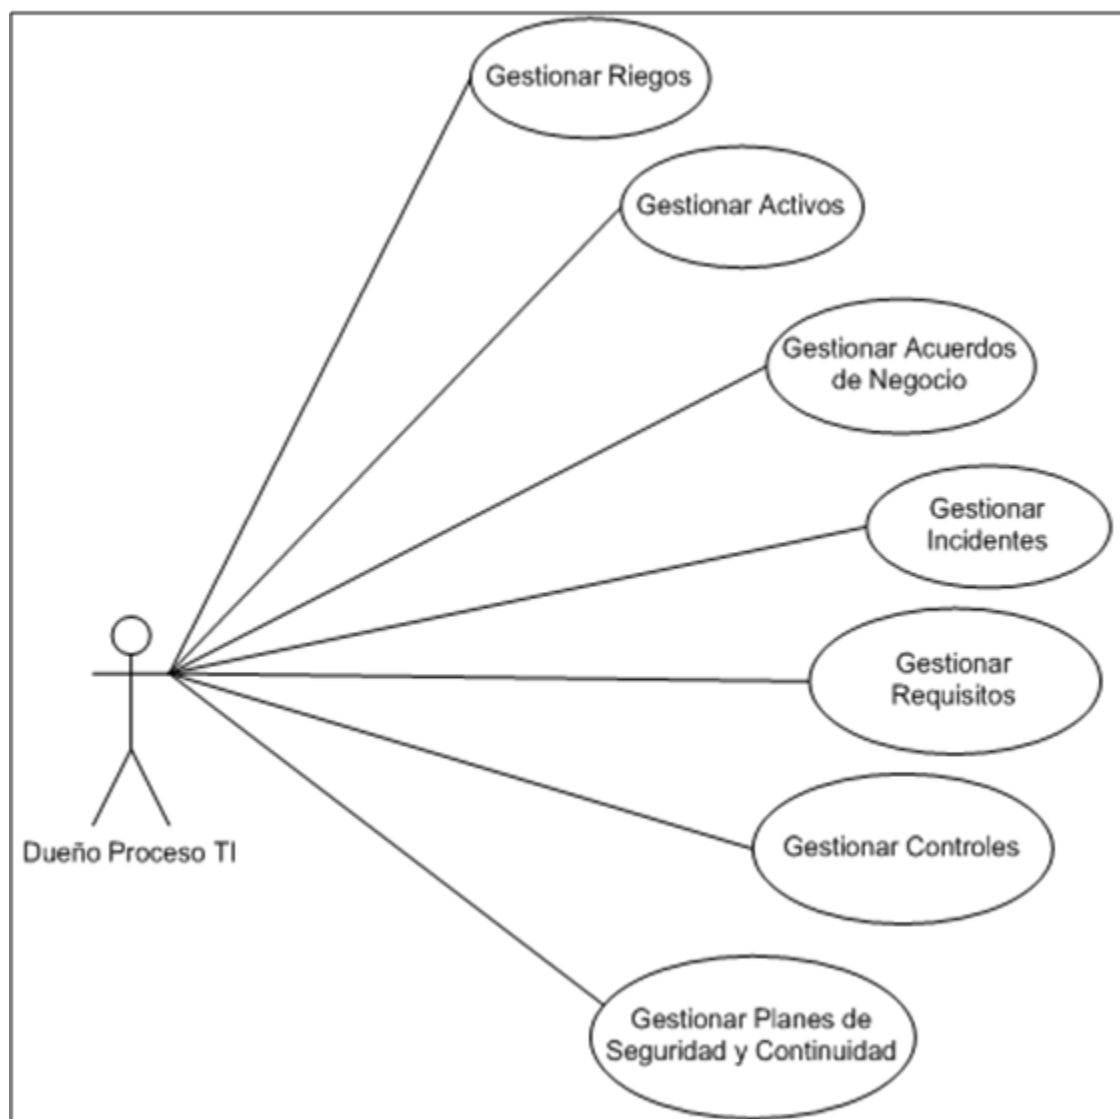 Gestionar Riegos
Gestionar Activos
Gestionar Acuerdos
de Negocio
Gestionar
Incidentes
Gestionar
Requisitos
Dueño Proceso TI
Gestionar Controles
Gestionar Planes de
Seguridad y Continuidad